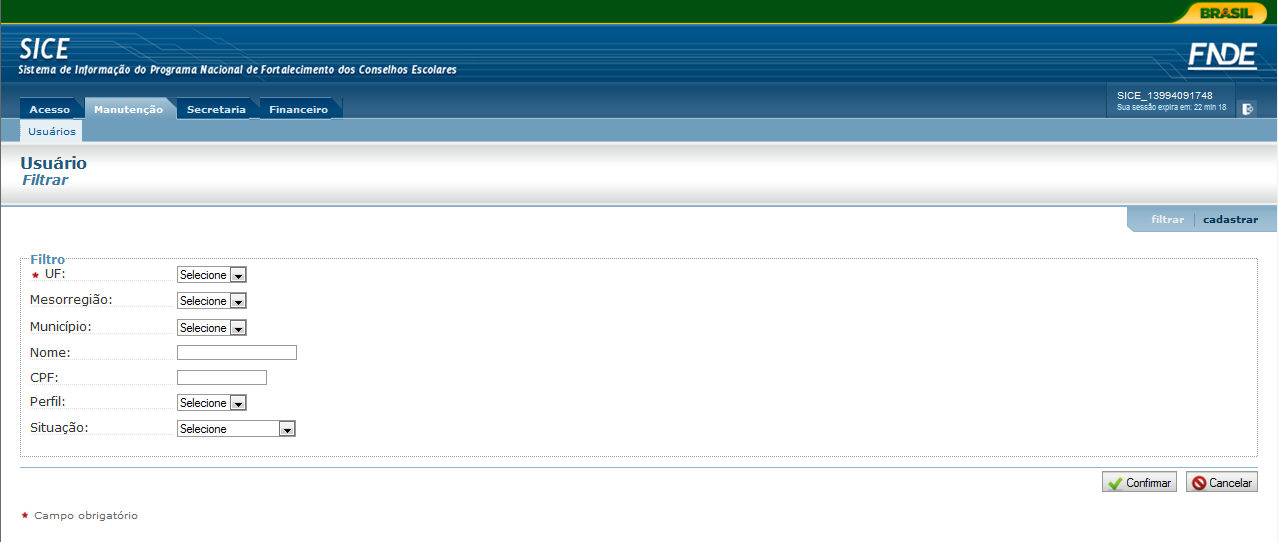 BRASIL
SICE
Sistema de Informação do Programa Nacional de Fortalecimento dos Conselhos Escolares
FNDE
SICE_13994091748
Sua sessão expira em: 22 min 18
Acesso Manutenção Secretaria Financeiro
Usuários
Usuário
Filtrar
filtrar cadastrar
Filtro
* UF: Selecione
Mesorregião: Selecione
Município: Selecione
Nome:
CPF:
Perfil: Selecione
Situação: Selecione
Confirmar Cancelar
* Campo obrigatório